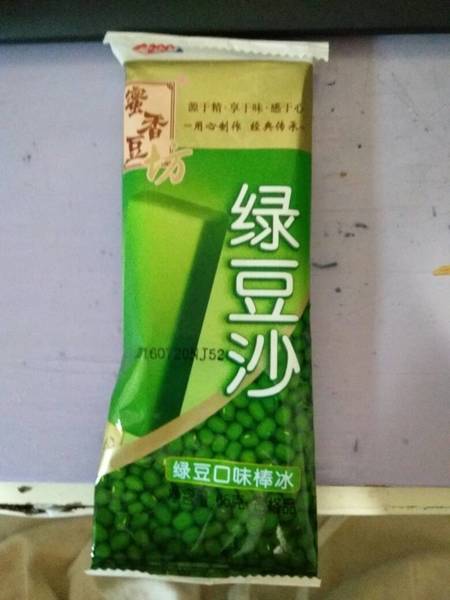 蜜香豆坊
源于精·享于味·感于心
用心制作 经典传承
绿豆沙
绿豆口味棒冰